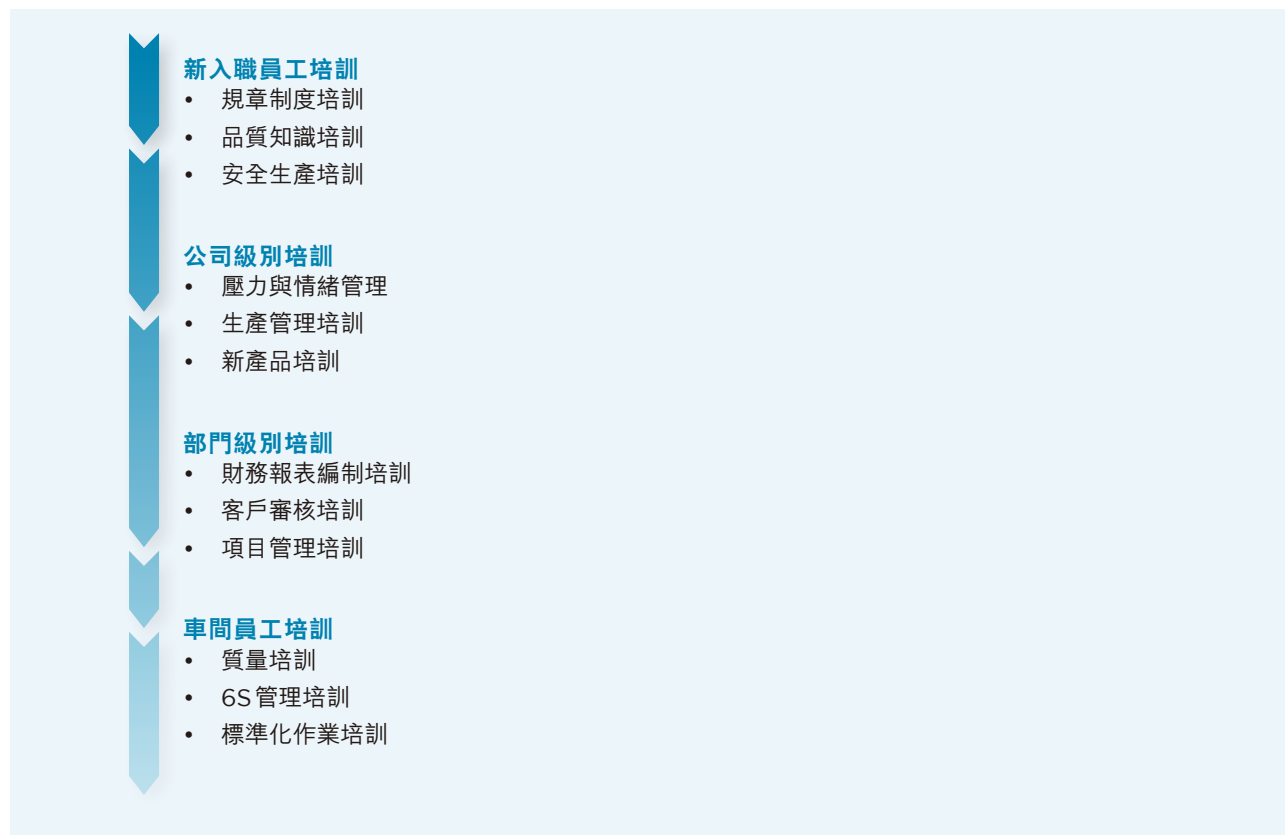 新入職員工培訓
• 規章制度培訓
• 品質知識培訓
• 安全生產培訓
公司級別培訓
• 壓力與情緒管理
• 生產管理培訓
• 新產品培訓
部門級別培訓
• 財務報表編制培訓
• 客戶審核培訓
• 項目管理培訓
車間員工培訓
• 質量培訓
• 6S管理培訓
• 標準化作業培訓